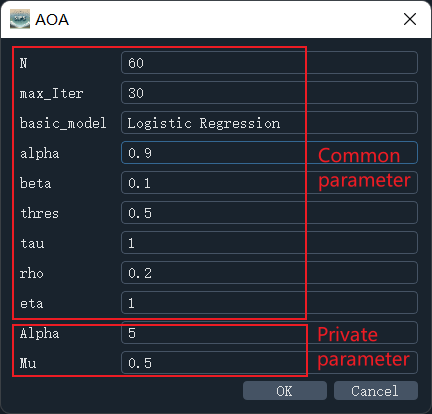 AOA
N 60
max_Iter 30
basic_model Logistic Regression
alpha 0.9
beta 0.1
thres 0.5
tau 1
rho 0.2
eta 1
Common
parameter
Alpha 5
Mu 0.5
Private
parameter
OK Cancel